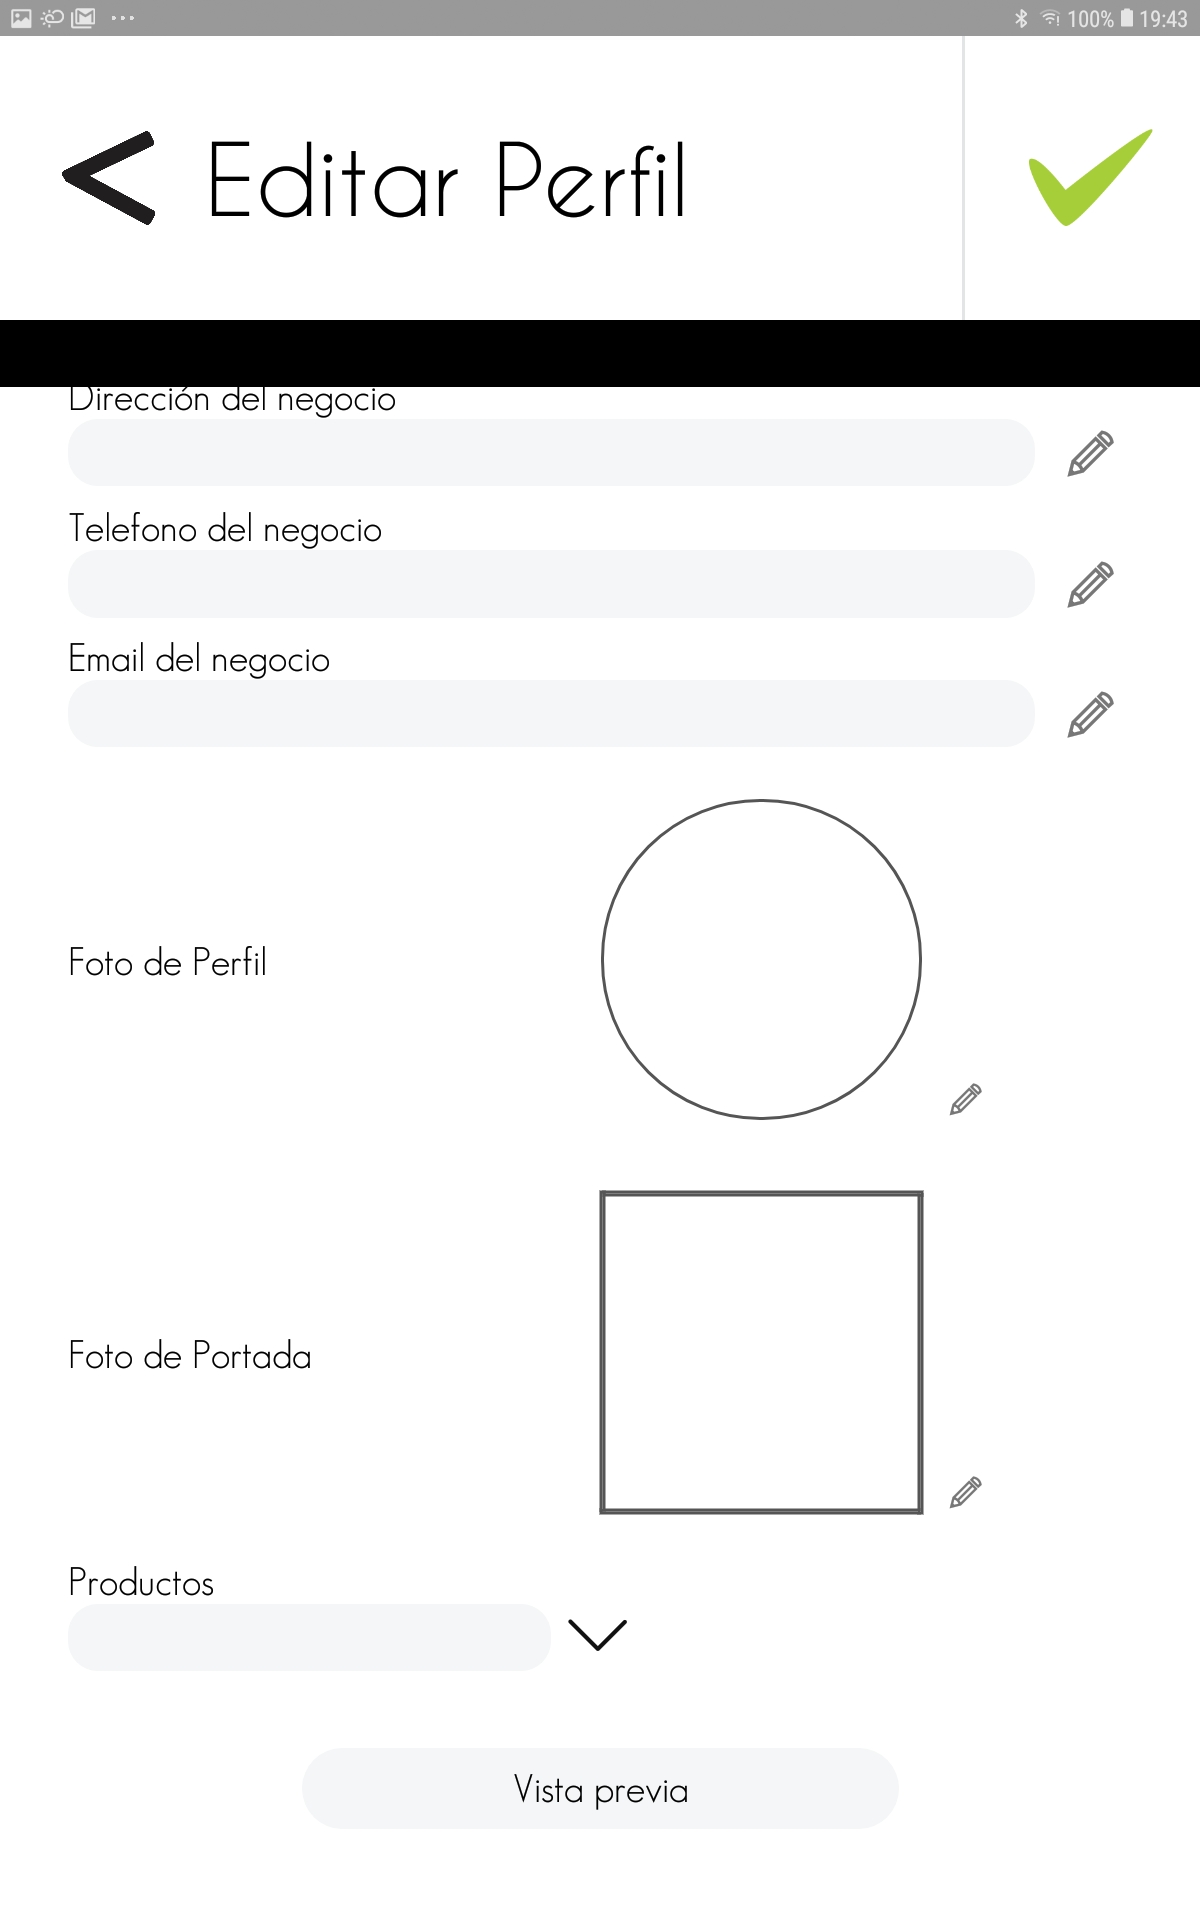 100% 19:43
Editar Perfil
Dirección del negocio
Telefono del negocio
Email del negocio
Foto de Perfil
Foto de Portada
Productos
Vista previa